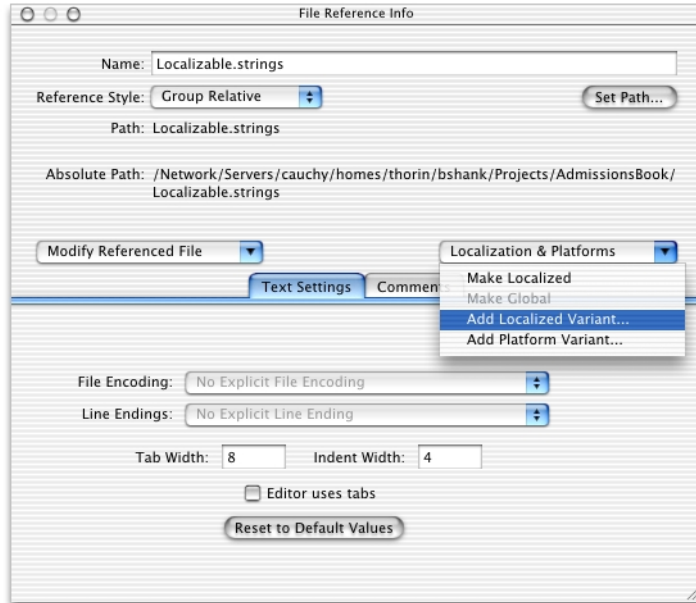 File Reference Info
Name: Localizable.strings
Reference Style: Group Relative
Set Path...
Path: Localizable.strings
Absolute Path: /Network/Servers/cauchy/homes/thorin/bshank/Projects/AdmissionsBook/
Localizable.strings
Modify Referenced File
Localization & Platforms
Make Localized
Make Global
Add Localized Variant...
Add Platform Variant...
Text Settings
Comment
File Encoding: No Explicit File Encoding
Line Endings: No Explicit Line Ending
Tab Width: 8 Indent Width: 4
Editor uses tabs
Reset to Default Values